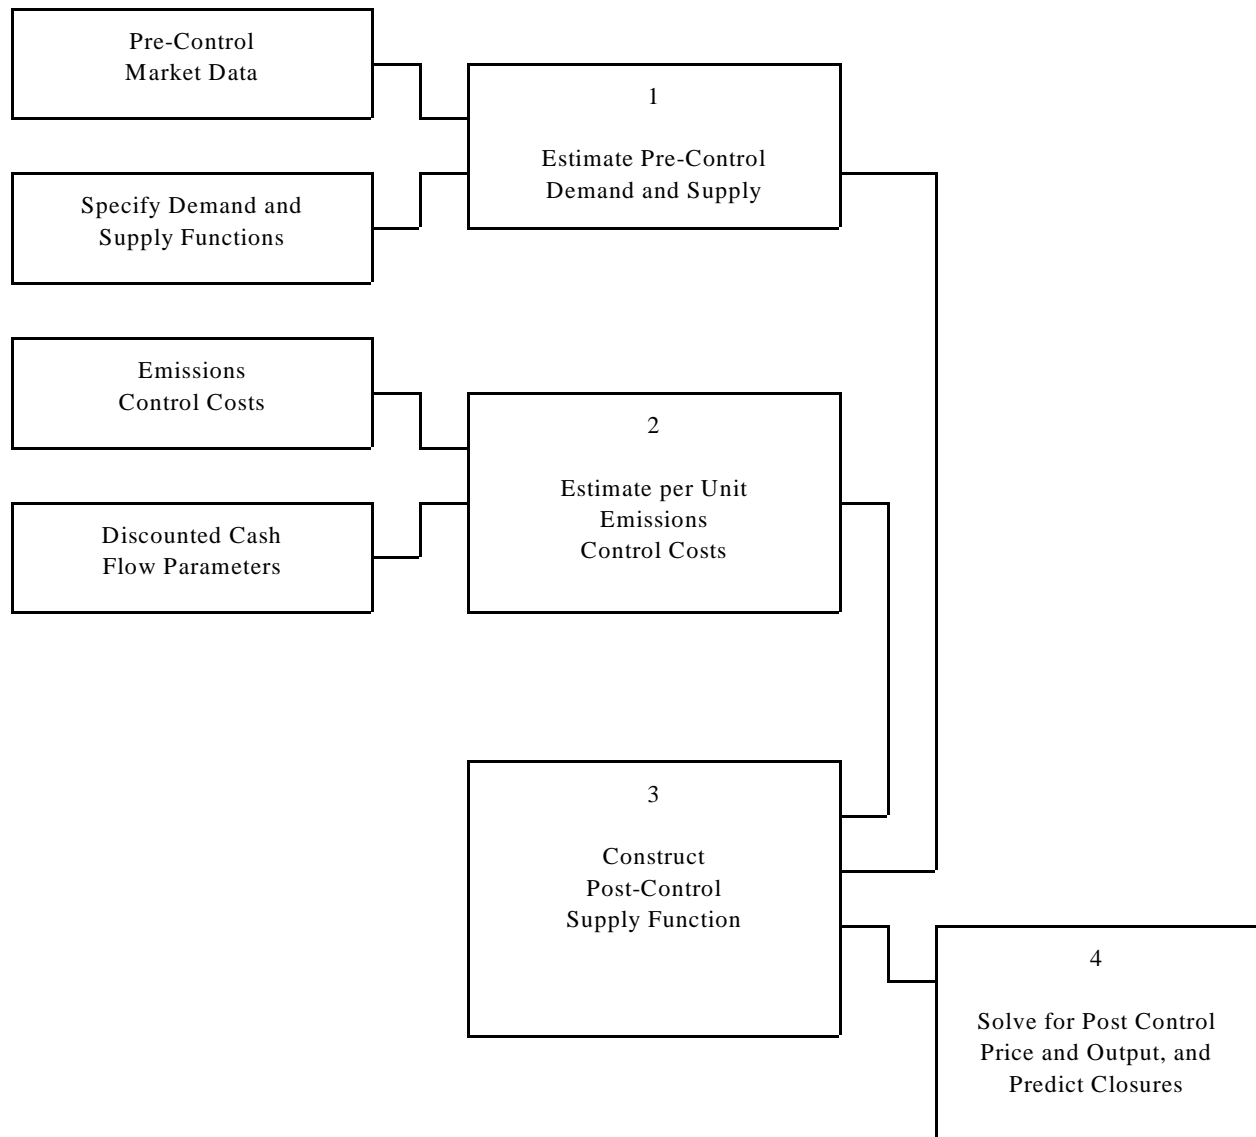 Pre-Control
Market Data
1
Estimate Pre-Control
Demand and Supply
Specify Demand and
Supply Functions
Emissions
Control Costs
2
Estimate per Unit
Emissions
Control Costs
Discounted Cash
Flow Parameters
3
Construct
Post-Control
Supply Function
4
Solve for Post Control
Price and Output, and
Predict Closures